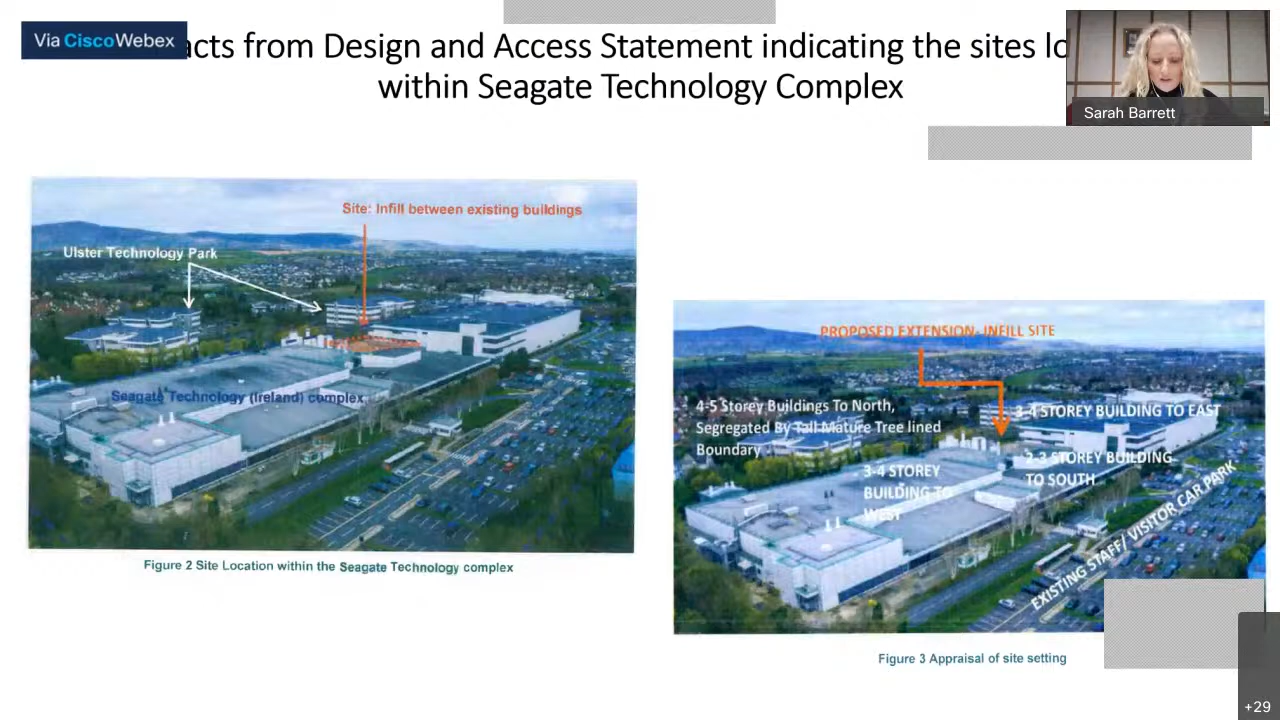 Via Cisco Webex
acts from Design and Access Statement indicating the sites lo
within Seagate Technology Complex
Sarah Barrett
Site: Infill between existing buildings
Ulster Technology Park
Seagate Technology (Ireland) complex
Figure 2 Site Location within the Seagate Technology complex
PROPOSED EXTENSION- INFILL SITE
4-5 Storey Buildings To North,
Segregated By Tall Mature Tree lined
Boundary
3-4 STOREY BUILDING TO EAST
2-3 STOREY BUILDING
TO SOUTH
3-4 STOREY
BUILDING TO
WEST
EXISTING STAFF/ VISITOR CAR PARK
Figure 3 Appraisal of site setting
+29